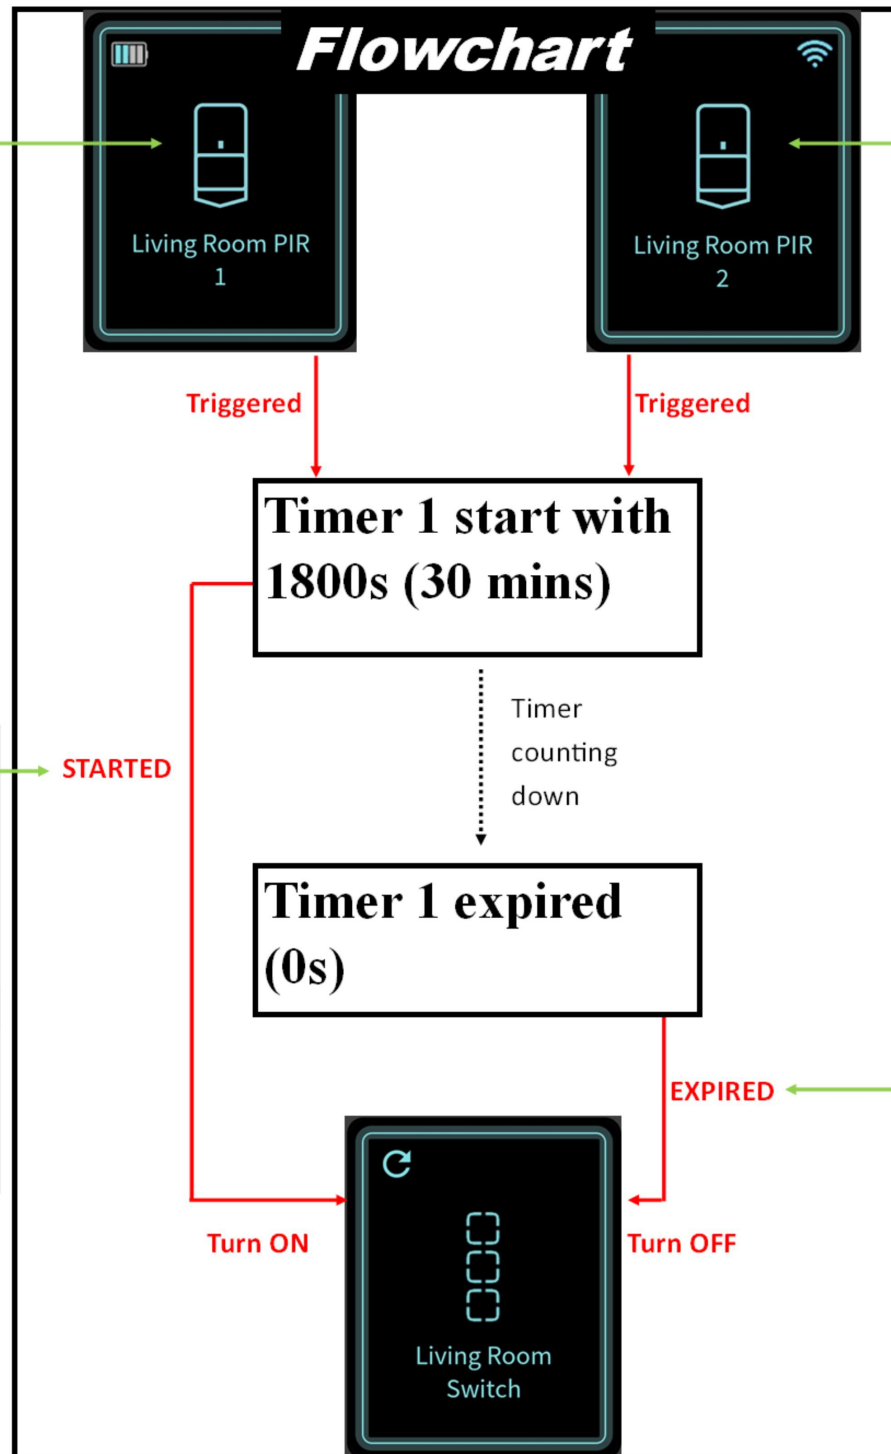 Flowchart
Living Room PIR
1
Living Room PIR
2
Triggered
Triggered
Timer 1 start with
1800s (30 mins)
Timer
counting
down
STARTED
Timer 1 expired
(0s)
EXPIRED
Turn ON
Turn OFF
Living Room
Switch